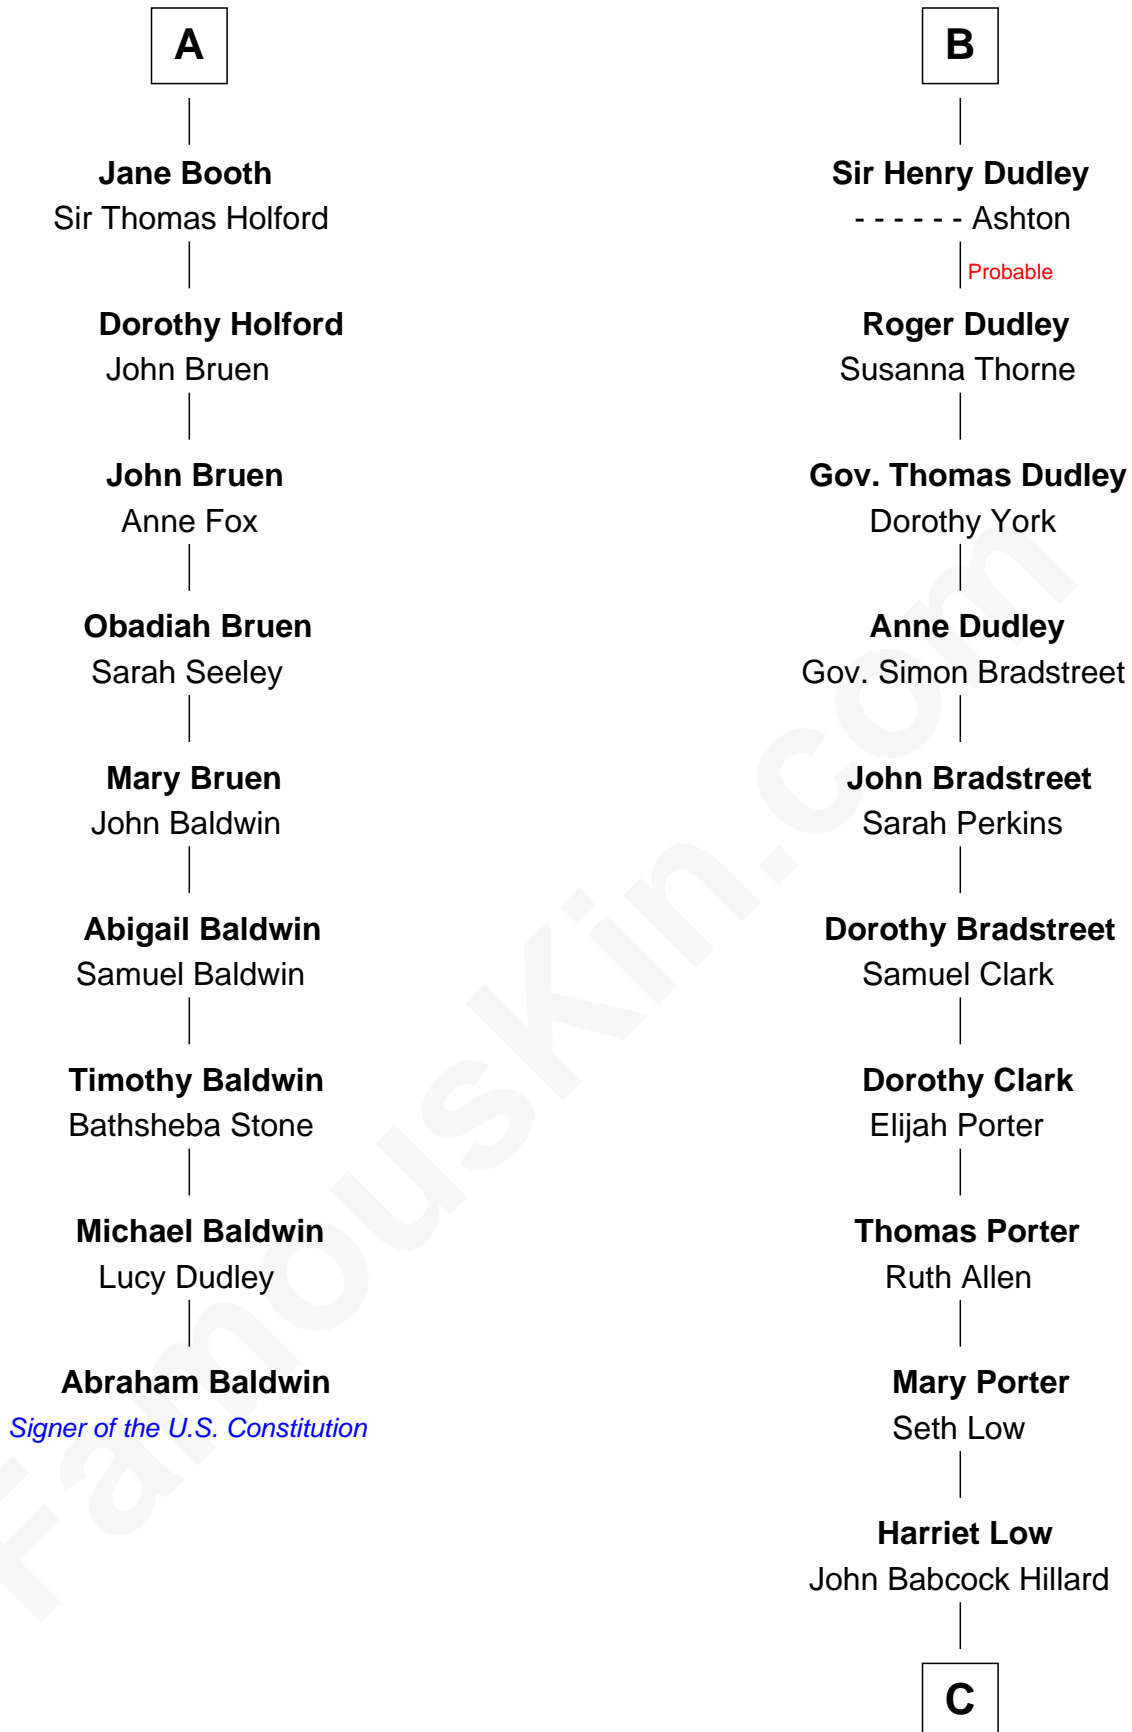 A
Jane Booth
Sir Thomas Holford
Dorothy Holford
John Bruen
John Bruen
Anne Fox
Obadiah Bruen
Sarah Seeley
Mary Bruen
John Baldwin
Abigail Baldwin
Samuel Baldwin
Timothy Baldwin
Bathsheba Stone
Michael Baldwin
Lucy Dudley
Abraham Baldwin
Signer of the U.S. Constitution
B
Sir Henry Dudley
- - - - - - Ashton
Probable
Roger Dudley
Susanna Thorne
Gov. Thomas Dudley
Dorothy York
Anne Dudley
Gov. Simon Bradstreet
John Bradstreet
Sarah Perkins
Dorothy Bradstreet
Samuel Clark
Dorothy Clark
Elijah Porter
Thomas Porter
Ruth Allen
Mary Porter
Seth Low
Harriet Low
John Babcock Hillard
C
FamousKin.com